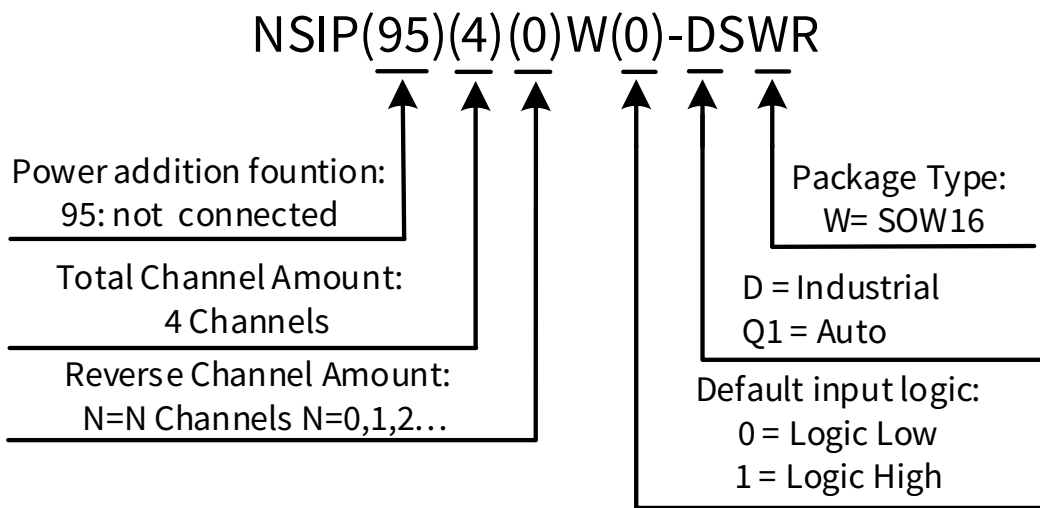 NSIP(95)(4)(0)W(0)-DSWR
Power addition fountion:
95: not connected
Total Channel Amount:
4 Channels
Reverse Channel Amount:
N=N Channels N=0,1,2...
Package Type:
W= SOW16
D = Industrial
Q1 = Auto
Default input logic:
0 = Logic Low
1 = Logic High